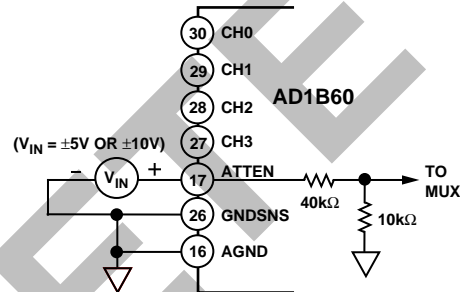 30 CH0
29 CH1
AD1B60
28 CH2
27 CH3
(VIN = ±5V OR ±10V)
− VIN + 17 ATTEN
TO
MUX
40kΩ
10kΩ
26 GNDSNS
16 AGND
ETE